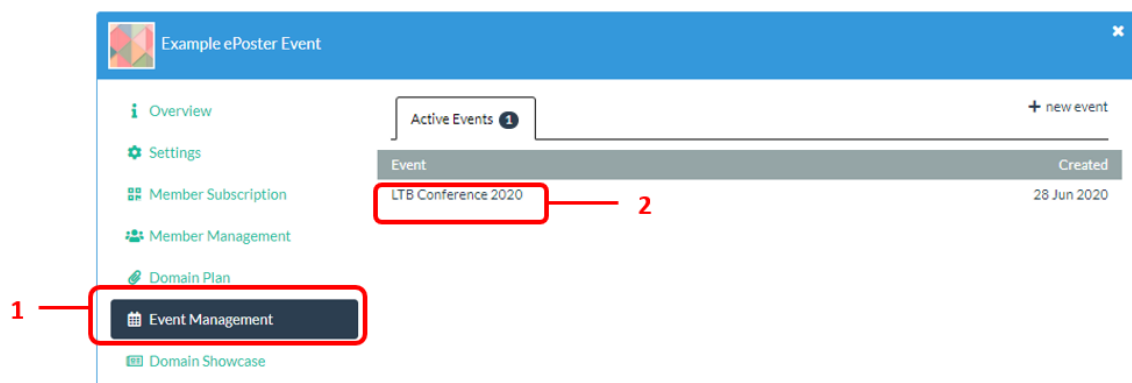 Example ePoster Event
Overview
Settings
Member Subscription
Member Management
Domain Plan
1
Event Management
Domain Showcase
Active Events 1
+ new event
Event Created
LTB Conference 2020 28 Jun 2020
2